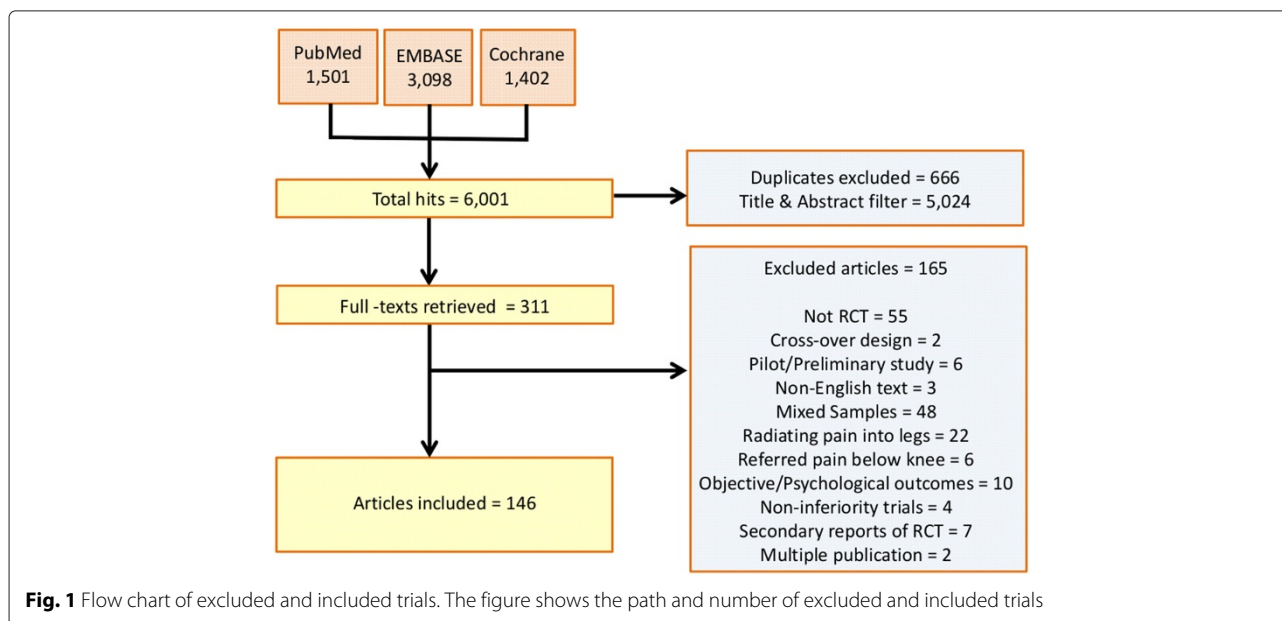 PubMed
1,501
EMBASE
3,098
Cochrane
1,402
Total hits = 6,001
Duplicates excluded = 666
Title & Abstract filter = 5,024
Full -texts retrieved  = 311
Excluded articles = 165
Not RCT = 55
Cross-over design = 2
Pilot/Preliminary study = 6
Non-English text = 3
Mixed Samples = 48
Radiating pain into legs = 22
Referred pain below knee = 6
Objective/Psychological outcomes = 10
Non-inferiority trials = 4
Secondary reports of RCT = 7
Multiple publication = 2
Articles included = 146
Fig. 1 Flow chart of excluded and included trials. The figure shows the path and number of excluded and included trials